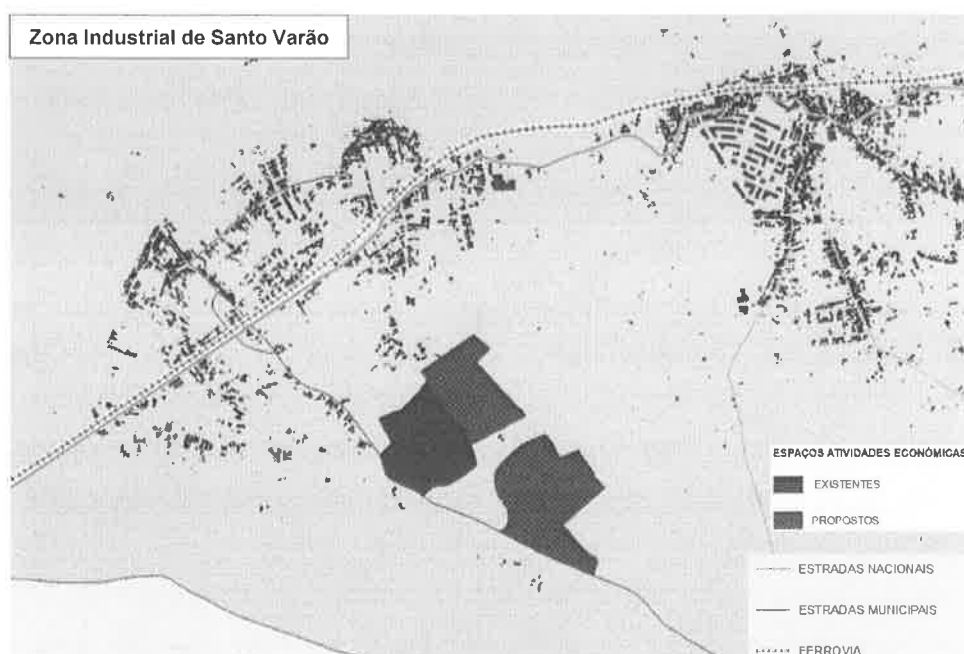 Zona Industrial de Santo Varão
ESPAÇOS ATIVIDADES ECONÓMICAS
EXISTENTES
PROPOSTOS
ESTRADAS NACIONAIS
ESTRADAS MUNICIPAIS
FERROVIA